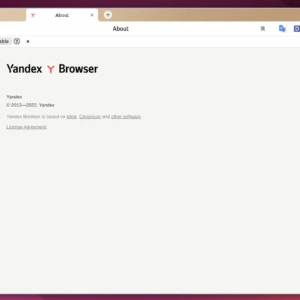 About
About
able
Yandex Browser
Yandex
© 2012—2022, Yandex
Yandex Browser is based on Blink, Chromium and other software.
License Agreement.